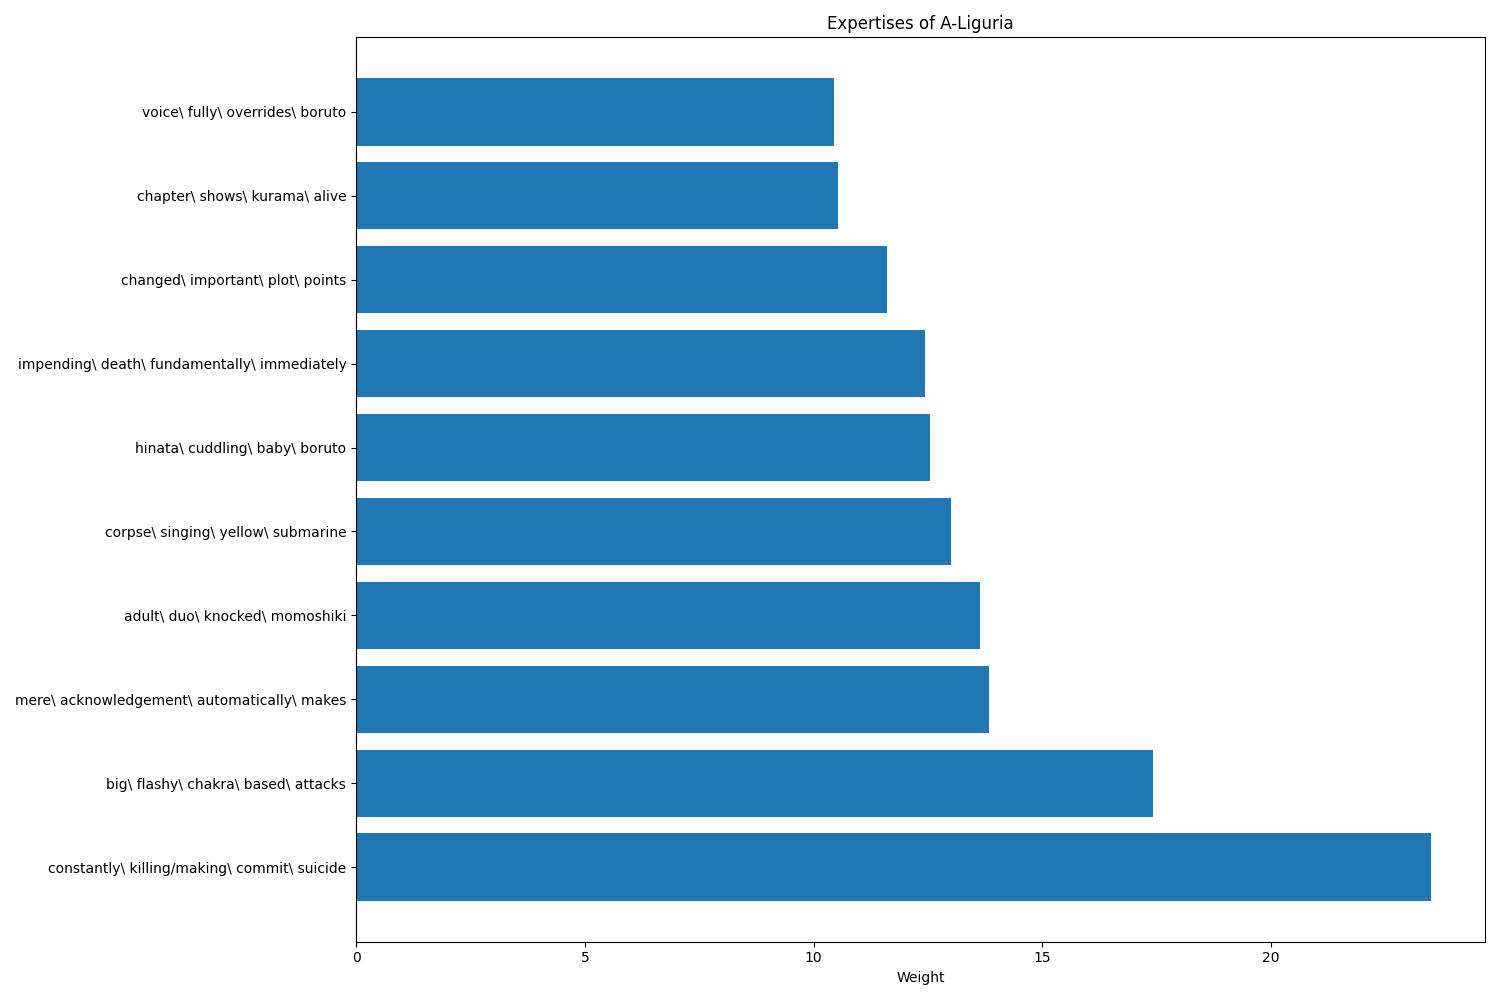 Expertises of A-Liguria
voice\ fully\ overrides\ boruto
chapter\ shows\ kurama\ alive
changed\ important\ plot\ points
impending\ death\ fundamentally\ immediately
hinata\ cuddling\ baby\ boruto
corpse\ singing\ yellow\ submarine
adult\ duo\ knocked\ momoshiki
mere\ acknowledgement\ automatically\ makes
big\ flashy\ chakra\ based\ attacks
constantly\ killing/making\ commit\ suicide
0 5 10 15 20
Weight